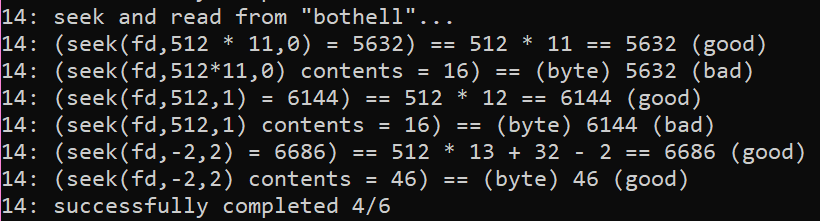 14: seek and read from "bothell"...
14: (seek(fd,512 * 11,0) = 5632) == 512 * 11 == 5632 (good)
14: (seek(fd,512*11,0) contents = 16) == (byte) 5632 (bad)
14: (seek(fd,512,1) = 6144) == 512 * 12 == 6144 (good)
14: (seek(fd,512,1) contents = 16) == (byte) 6144 (bad)
14: (seek(fd,-2,2) = 6686) == 512 * 13 + 32 - 2 == 6686 (good)
14: (seek(fd,-2,2) contents = 46) == (byte) 46 (good)
14: successfully completed 4/6